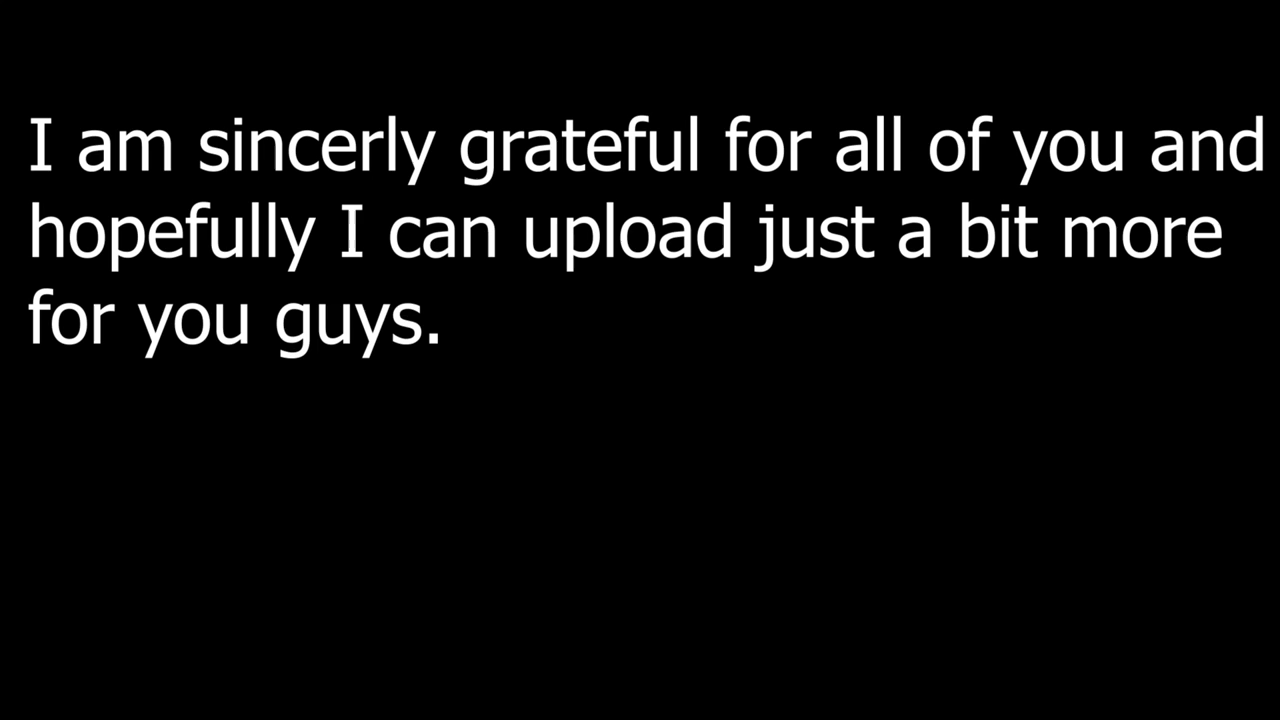 I am sincerly grateful for all of you and
hopefully I can upload just a bit more
for you guys.